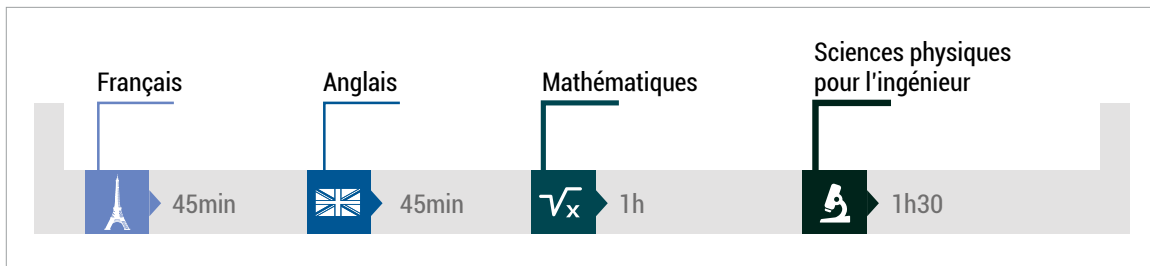 Français
Anglais
Mathématiques
Sciences physiques
pour l'ingénieur
45min
45min
√x
1h
1h30